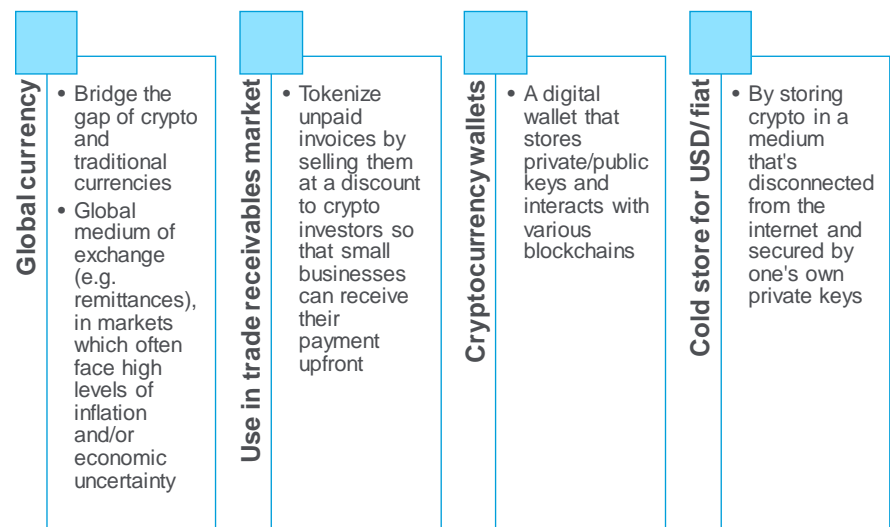 Global currency
• Bridge the
gap of crypto
and
traditional
currencies
• Global
medium of
exchange
(e.g.
remittances),
in markets
which often
face high
levels of
inflation
and/or
economic
uncertainty
Use in trade receivables market
• Tokenize
unpaid
invoices by
selling them
at a discount
to crypto
investors so
that small
businesses
can receive
their
payment
upfront
Cryptocurrency wallets
• A digital
wallet that
stores
private/public
keys and
interacts with
various
blockchains
Cold store for USD/fiat
• By storing
crypto in a
medium
that's
disconnected
from the
internet and
secured by
one's own
private keys